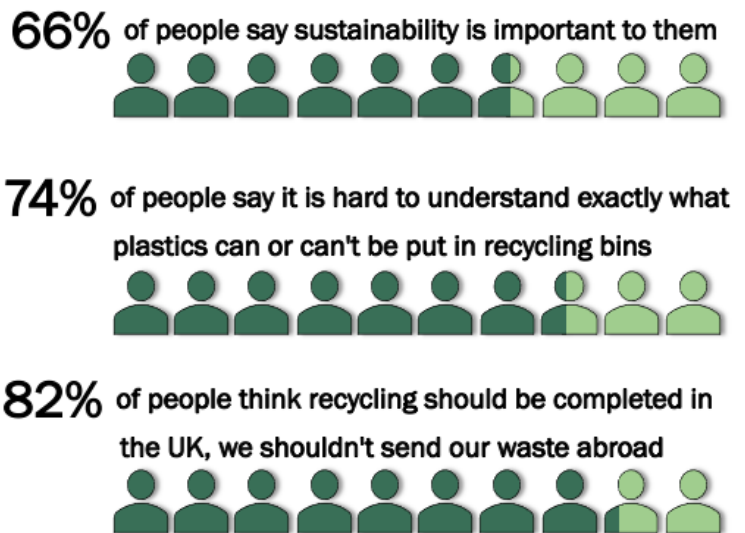 66% of people say sustainability is important to them
74% of people say it is hard to understand exactly what
plastics can or can't be put in recycling bins
82% of people think recycling should be completed in
the UK, we shouldn't send our waste abroad